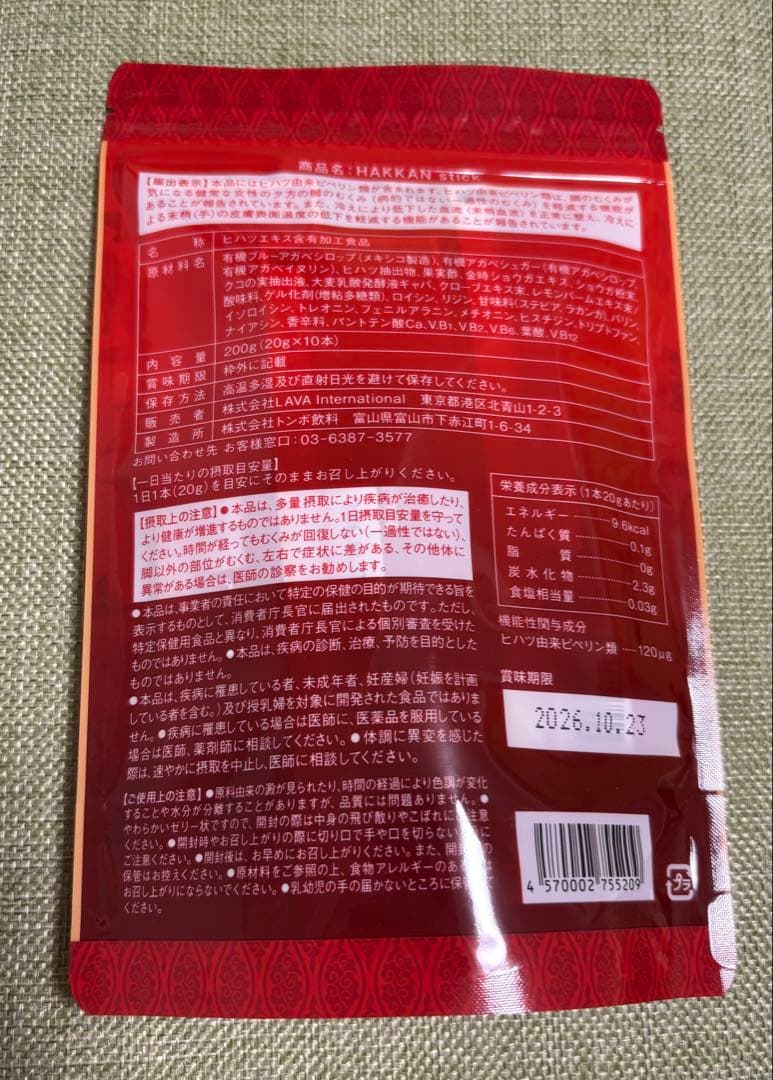 商品名:HAKKAN stick
【届出表示】本品にはヒハツ由来ピペリン類が含まれます。ヒハツ由来ピペリン類は、脚のむくみが
気になる健常な女性の夕方の脚のむくみ(病的ではない一過性のむくみ)を軽減する機能が
あることが報告されています。また、冷えにより低下した血流(末梢血流)を正常に整え、冷えに
よる末梢(手)の皮膚表面温度の低下を軽減する機能があることが報告されています。
名 称 ヒハツエキス含有加工食品
原材料名 有機ブルーアガベシロップ(メキシコ製造)、有機アガベシュガー(有機アガベシロップ、
有機アガベイヌリン)、ヒハツ抽出物、果実酢、金時ショウガエキス、ショウガ粉末、
クコの実抽出液、大麦乳酸発酵液ギャバ、クローブエキス末、レモンバームエキス末/
酸味料、ゲル化剤(増粘多糖類)、ロイシン、リジン、甘味料(ステビア、ラカンカ)、バリン、
イソロイシン、トレオニン、フェニルアラニン、メチオニン、ヒスチジン、トリプトファン、
ナイアシン、香辛料、パントテン酸Ca、V.B1、V.B2、V.B6、葉酸、V.B12
内容量 200g(20g×10本)
賞味期限 枠外に記載
保存方法 高温多湿及び直射日光を避けて保存してください。
販売者 株式会社LAVA International 東京都港区北青山1-2-3
製造所 株式会社トンボ飲料 富山県富山市下赤江町1-6-34
お問い合わせ先 お客様窓口:03-6387-3577
【一日当たりの摂取目安量】
1日1本(20g)を目安にそのままお召し上がりください。
【摂取上の注意】●本品は、多量摂取により疾病が治癒したり、
より健康が増進するものではありません。1日摂取目安量を守って
ください。時間が経ってもむくみが回復しない(一過性ではない)、
脚以外の部位がむくむ、左右で症状に差がある、その他体に
異常がある場合は、医師の診察をお勧めします。
●本品は、事業者の責任において特定の保健の目的が期待できる旨を
表示するものとして、消費者庁長官に届出されたものです。ただし、
特定保健用食品と異なり、消費者庁長官による個別審査を受けた
ものではありません。●本品は、疾病の診断、治療、予防を目的とした
ものではありません。
●本品は、疾病に罹患している者、未成年者、妊産婦(妊娠を計画
している者を含む。)及び授乳婦を対象に開発された食品ではありま
せん。●疾病に罹患している場合は医師に、医薬品を服用している
場合は医師、薬剤師に相談してください。●体調に異変を感じた
際は、速やかに摂取を中止し、医師に相談してください。
【ご使用上の注意】●原料由来の澱が見られたり、時間の経過により色調が変化
することや水分が分離することがありますが、品質には問題ありません。●
やわらかいゼリー状ですので、開封の際は中身の飛び散りやこぼれにご注意
ください。●開封時やお召し上がりの際に切り口で手や口を切らないように
ご注意ください。●開封後は、お早めにお召し上がりください。また、開
保管はお控えください。●原材料をご参照の上、食物アレルギーのある
お召し上がりにならないでください。●乳幼児の手の届かないところに保管
ください。
栄養成分表示(1本20gあたり)
エネルギー 9.6kcal
たんぱく質 0.1g
脂質 0g
炭水化物 2.3g
食塩相当量 0.03g
機能性関与成分
ヒハツ由来ピペリン類 120μg
賞味期限
2026.10.23
4 570002 755209
プラ